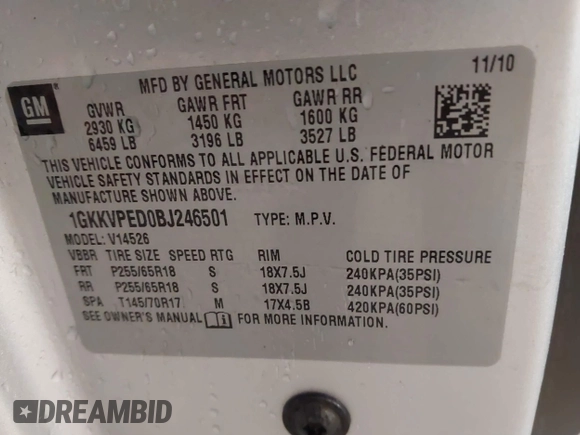 MFD BY GENERAL MOTORS LLC 11/10
GM
GVWR GAWR FRT GAWR RR
2930 KG 1450 KG 1600 KG
6459 LB 3196 LB 3527 LB
THIS VEHICLE CONFORMS TO ALL APPLICABLE U.S. FEDERAL MOTOR
VEHICLE SAFETY STANDARDS IN EFFECT ON THE DATE OF
MANUFACTURE SHOWN ABOVE.
1GKKVPED0BJ246501 TYPE: M.P.V.
MODEL: V14526
VBBR TIRE SIZE SPEED RTG RIM COLD TIRE PRESSURE
FRT P255/65R18 S 18X7.5J 240KPA(35PSI)
RR P255/65R18 S 18X7.5J 240KPA(35PSI)
SPA T145/70R17 M 17X4.5B 420KPA(60PSI)
SEE OWNER'S MANUAL FOR MORE INFORMATION.
DREAMBID